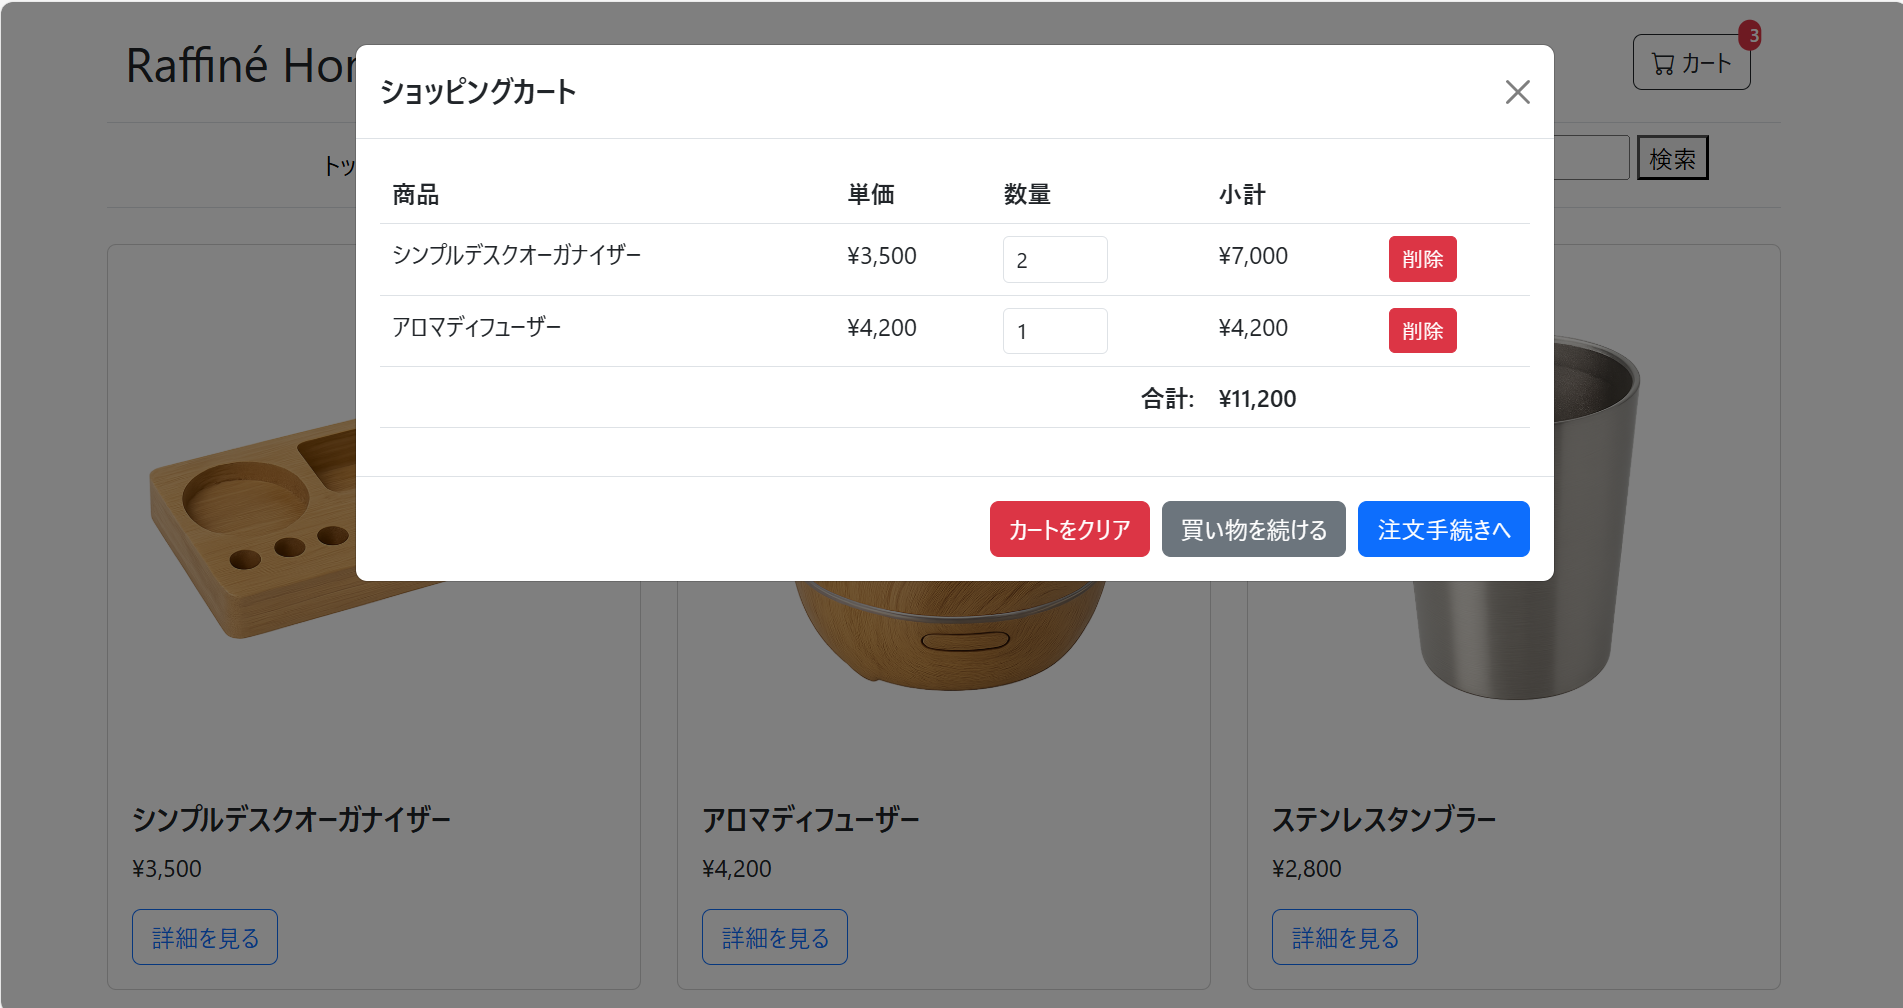 Raffiné Hor
3
カート
トッ
検索
ショッピングカート
商品 単価 数量 小計
シンプルデスクオーガナイザー ¥3,500 2 ¥7,000 削除
アロマディフューザー ¥4,200 1 ¥4,200 削除
合計: ¥11,200
カートをクリア 買い物を続ける 注文手続きへ
シンプルデスクオーガナイザー
¥3,500
詳細を見る
アロマディフューザー
¥4,200
詳細を見る
ステンレスタンブラー
¥2,800
詳細を見る